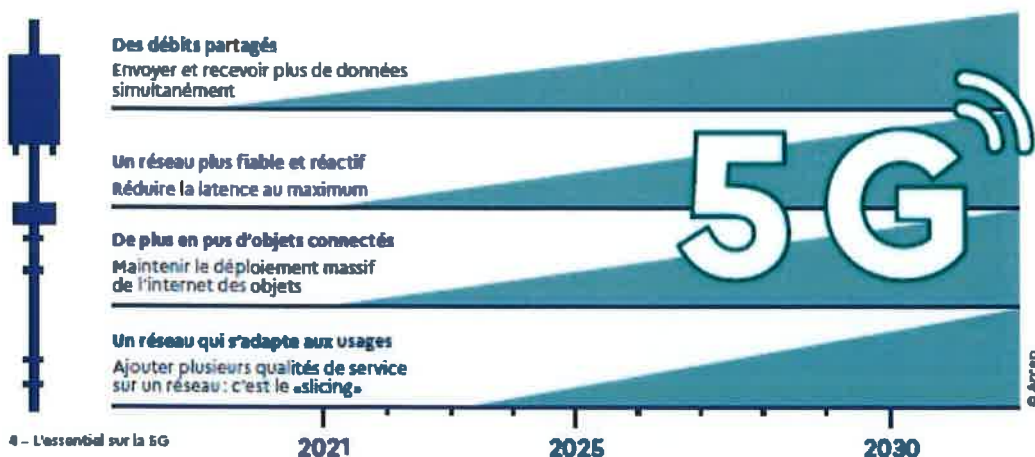 Des débits partagés
Envoyer et recevoir plus de données
simultanément
Un réseau plus fiable et réactif
Réduire la latence au maximum
De plus en pus d'objets connectés
Maintenir le déploiement massif
de l'internet des objets
Un réseau qui s'adapte aux usages
Ajouter plusieurs qualités de service
sur un réseau : c'est le «slicing»
5G
© Arcep
4 – L'essentiel sur la 5G
2021
2025
2030